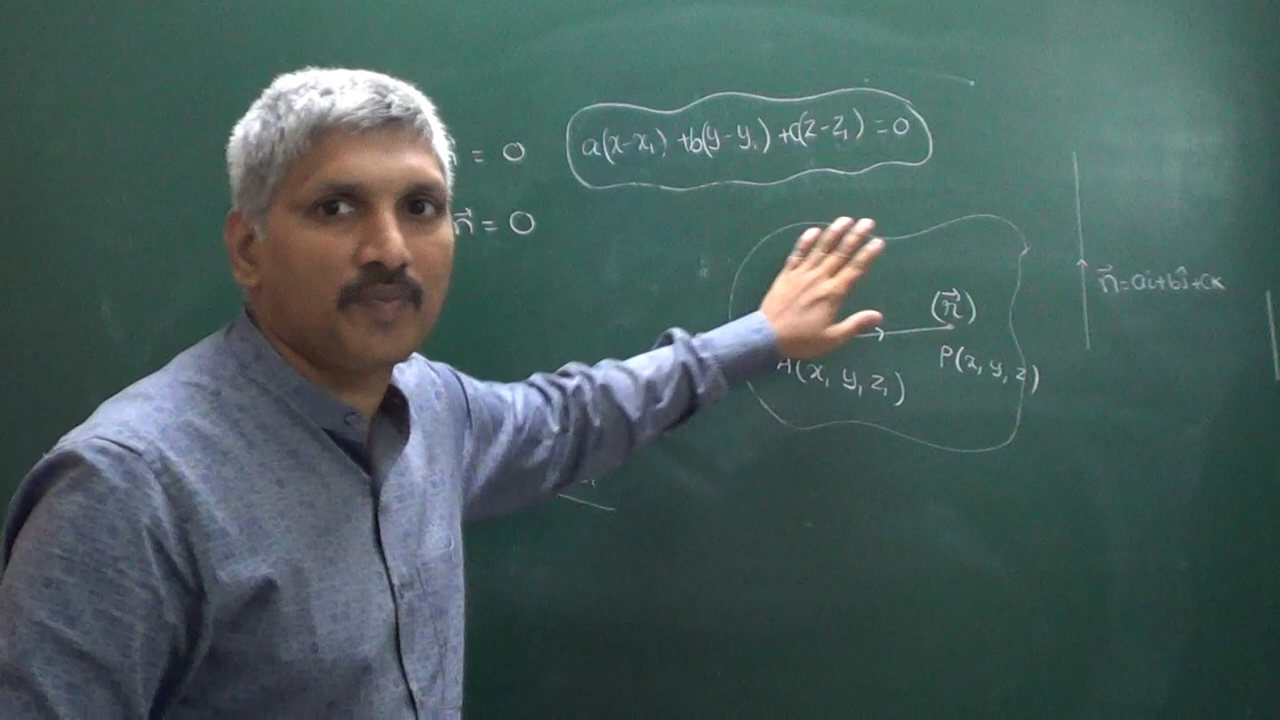 = 0
a(x-x₁) +b(y-y₁) +c(z-z₁) =0
n⃗ = 0
n⃗=ai+bĵ+ck
(r⃗)
A(x₁ y₁ z₁)
P(x, y, z)